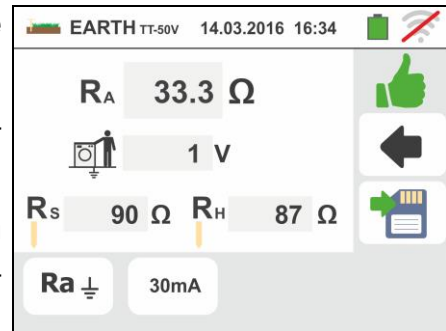 EARTH TT-50V 14.03.2016 16:34
RA 33.3 Ω
1 V
RS 90 Ω RH 87 Ω
Ra 30mA